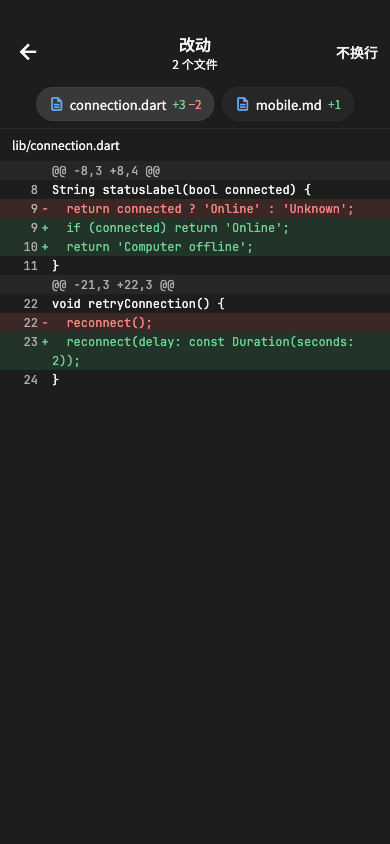 改动
2 个文件
不换行
connection.dart +3 −2
mobile.md +1
lib/connection.dart
@@ -8,3 +8,4 @@
8 String statusLabel(bool connected) {
9 - return connected ? 'Online' : 'Unknown';
9 + if (connected) return 'Online';
10 + return 'Computer offline';
11 }
@@ -21,3 +22,3 @@
22 void retryConnection() {
22 - reconnect();
23 + reconnect(delay: const Duration(seconds:
2));
24 }